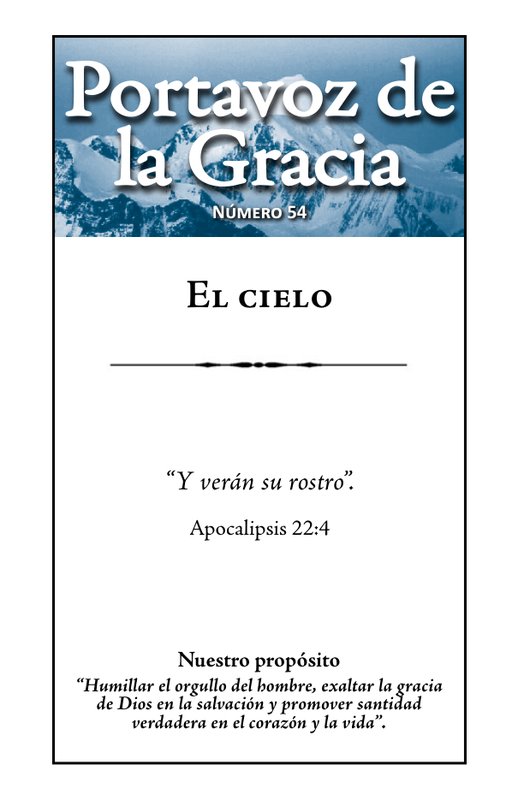 Portavoz de
la Gracia
NÚMERO 54
EL CIELO
“Y verán su rostro”.
Apocalipsis 22:4
Nuestro propósito
“Humillar el orgullo del hombre, exaltar la gracia
de Dios en la salvación y promover santidad
verdadera en el corazón y la vida”.